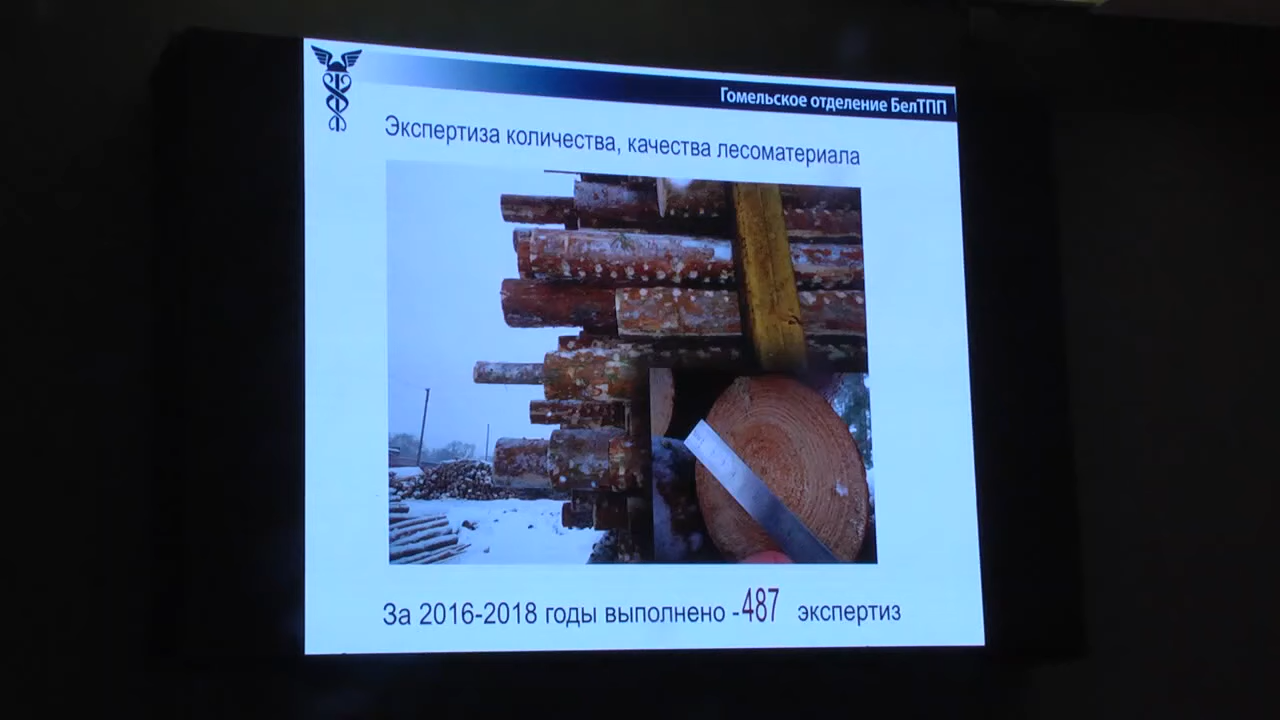 Гомельское отделение БелТПП
Экспертиза количества, качества лесоматериала
За 2016-2018 годы выполнено -487 экспертиз